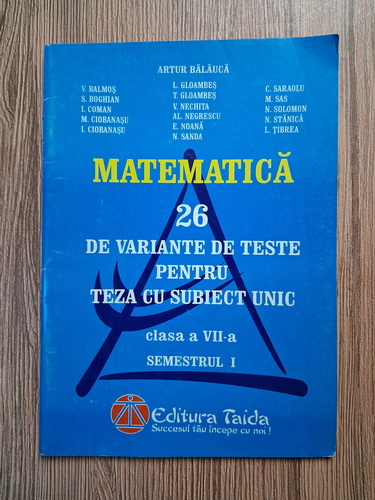 ARTUR BĂLĂUCĂ
V. BALMOȘ
S. BOGHIAN
I. COMAN
M. CIOBANAȘU
I. CIOBANAȘU
L. GLOAMBEȘ
T. GLOAMBEȘ
V. NECHITA
AL. NEGRESCU
E. NOANĂ
N. SANDA
C. SARAOLU
M. SAS
N. SOLOMON
N. STĂNICĂ
L. ȚIBREA
MATEMATICĂ
26
DE VARIANTE DE TESTE
PENTRU
TEZA CU SUBIECT UNIC
clasa a VII-a
SEMESTRUL I
Editura Taida
Succesul tău începe cu noi !